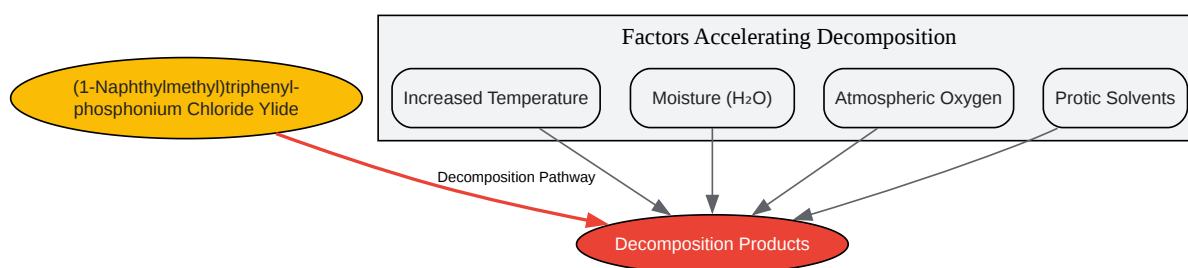 Factors Accelerating Decomposition
(1-Naphthylmethyl)triphenyl-
phosphonium Chloride Ylide
Increased Temperature
Moisture (H₂O)
Atmospheric Oxygen
Protic Solvents
Decomposition Pathway
Decomposition Products